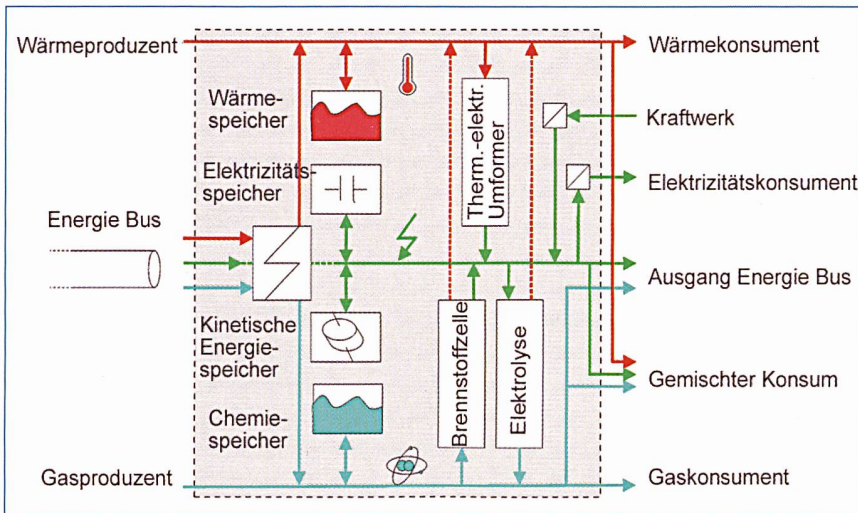 Wärmeproduzent
Wärmekonsument
Wärme-
speicher
Therm.-elektr.
Umformer
Kraftwerk
Elektrizitäts-
speicher
Elektrizitätskonsument
Energie Bus
Ausgang Energie Bus
Kinetische
Energie-
speicher
Brennstoffzelle
Elektrolyse
Gemischter Konsum
Chemie-
speicher
Gasproduzent
Gaskonsument